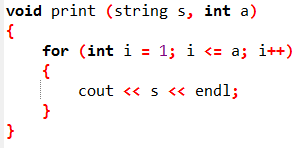 void print (string s, int a)
{
    for (int i = 1; i <= a; i++)
    {
        cout << s << endl;
    }
}